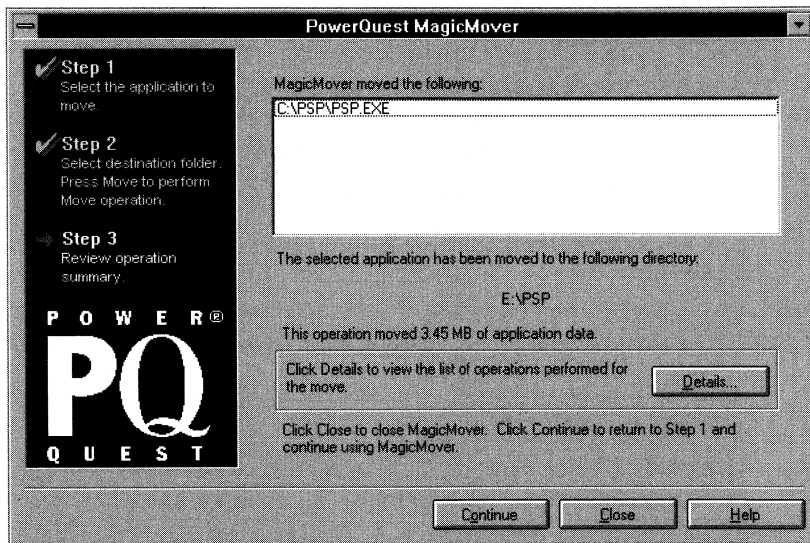 PowerQuest MagicMover
Step 1
Select the application to
move.
Step 2
Select destination folder.
Press Move to perform
Move operation.
Step 3
Review operation
summary.
POWER®
PQ
QUEST
MagicMover moved the following:
C:\PSP\PSP.EXE
The selected application has been moved to the following directory:
E:\PSP
This operation moved 3.45 MB of application data.
Click Details to view the list of operations performed for
the move.
Details...
Click Close to close MagicMover.  Click Continue to return to Step 1 and
continue using MagicMover.
Continue
Close
Help